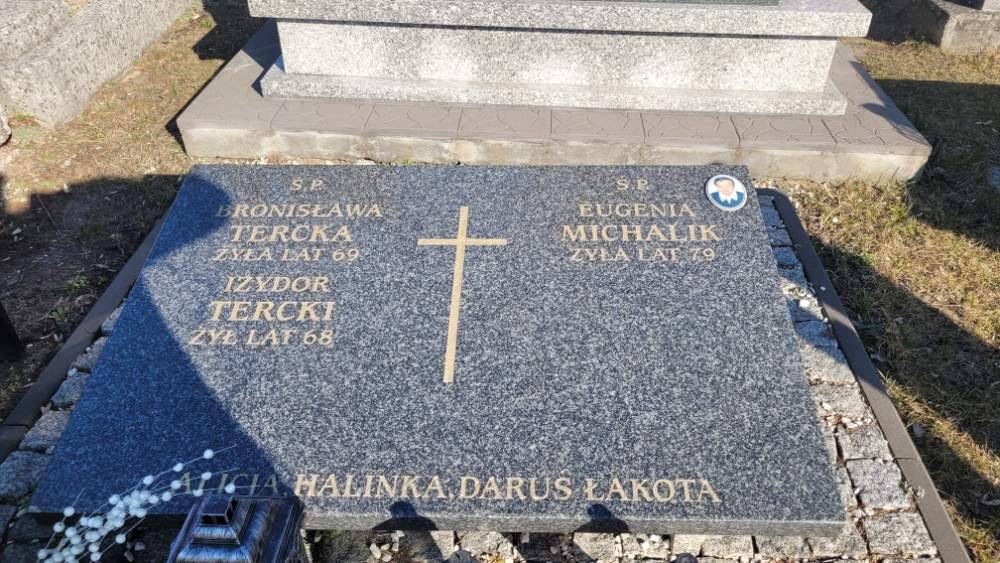 Ś.P.
BRONISŁAWA
TERCKA
ŻYŁA LAT 69
IZYDOR
TERCKI
ŻYŁ LAT 68
Ś.P.
EUGENIA
MICHALIK
ŻYŁA LAT 79
ALICJA, HALINKA, DARUŚ ŁAKOTA